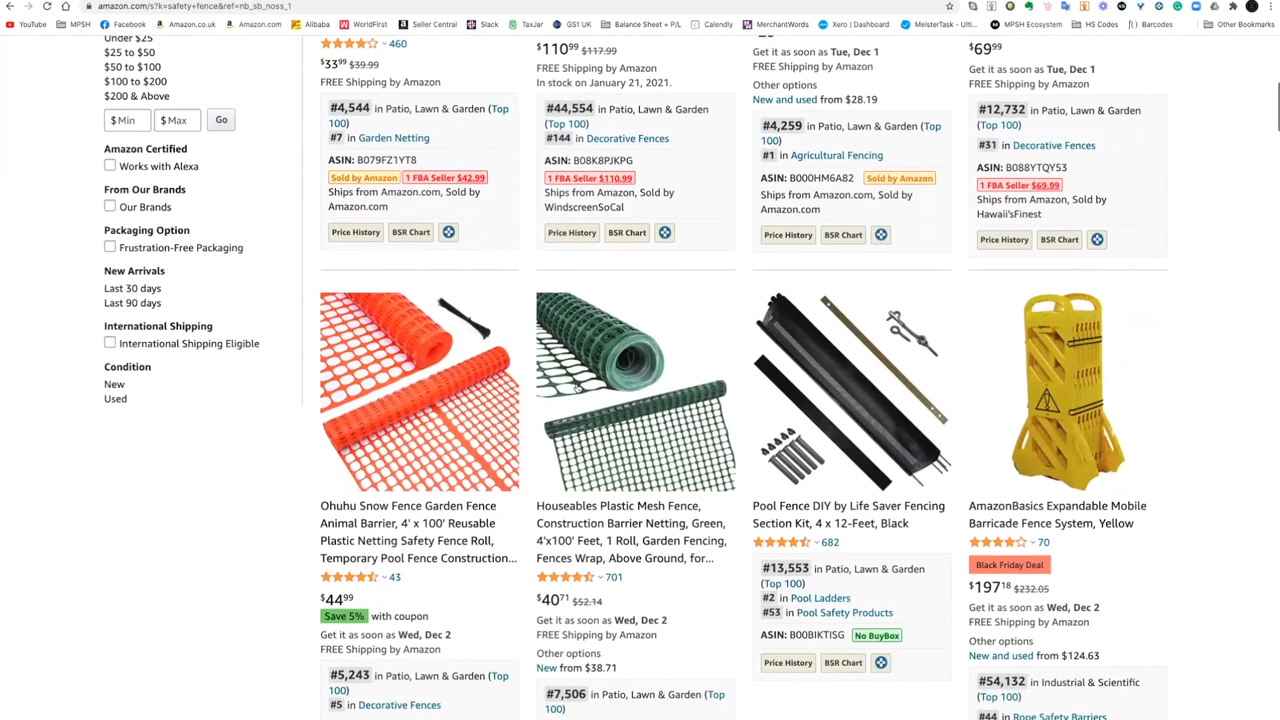 amazon.com/s?k=safety+fence&ref=nb_sb_noss_1
YouTube
MPSH
Facebook
Amazon.co.uk
Amazon.com
Alibaba
WorldFirst
Seller Central
Slack
TaxJar
GS1 UK
Balance Sheet + P/L
Calendly
MerchantWords
Xero | Dashboard
MeisterTask - Ulti...
MPSH Ecosystem
HS Codes
Barcodes
Other Bookmarks
Under $25
$25 to $50
$50 to $100
$100 to $200
$200 & Above
$ Min
$ Max
Go
Amazon Certified
Works with Alexa
From Our Brands
Our Brands
Packaging Option
Frustration-Free Packaging
New Arrivals
Last 30 days
Last 90 days
International Shipping
International Shipping Eligible
Condition
New
Used
460
$33⁹⁹ $39.99
FREE Shipping by Amazon
#4,544 in Patio, Lawn & Garden (Top
100)
#7 in Garden Netting
ASIN: B079FZ1YT8
Sold by Amazon 1 FBA Seller $42.99
Ships from Amazon.com, Sold by
Amazon.com
Price History BSR Chart
$110⁹⁹ $117.99
FREE Shipping by Amazon
In stock on January 21, 2021.
#44,554 in Patio, Lawn & Garden
(Top 100)
#144 in Decorative Fences
ASIN: B08K8PJKPG
1 FBA Seller $110.99
Ships from Amazon.com, Sold by
WindscreenSoCal
Price History BSR Chart
Get it as soon as Tue, Dec 1
FREE Shipping by Amazon
Other options
New and used from $28.19
#4,259 in Patio, Lawn & Garden (Top
100)
#1 in Agricultural Fencing
ASIN: B000HM6A82 Sold by Amazon
Ships from Amazon.com, Sold by
Amazon.com
Price History BSR Chart
$69⁹⁹
Get it as soon as Tue, Dec 1
FREE Shipping by Amazon
#12,732 in Patio, Lawn & Garden
(Top 100)
#31 in Decorative Fences
ASIN: B088YTQY53
1 FBA Seller $69.99
Ships from Amazon.com, Sold by
Hawaii'sFinest
Price History BSR Chart
Ohuhu Snow Fence Garden Fence
Animal Barrier, 4' x 100' Reusable
Plastic Netting Safety Fence Roll,
Temporary Pool Fence Construction...
43
$44⁹⁹
Save 5% with coupon
Get it as soon as Wed, Dec 2
FREE Shipping by Amazon
#5,243 in Patio, Lawn & Garden (Top
100)
#5 in Decorative Fences
Houseables Plastic Mesh Fence,
Construction Barrier Netting, Green,
4'x100' Feet, 1 Roll, Garden Fencing,
Fences Wrap, Above Ground, for...
701
$40⁷¹ $52.14
Get it as soon as Wed, Dec 2
FREE Shipping by Amazon
Other options
New from $38.71
#7,506 in Patio, Lawn & Garden (Top
100)
Pool Fence DIY by Life Saver Fencing
Section Kit, 4 x 12-Feet, Black
682
#13,553 in Patio, Lawn & Garden
(Top 100)
#2 in Pool Ladders
#53 in Pool Safety Products
ASIN: B00BIKTISG No BuyBox
Price History BSR Chart
AmazonBasics Expandable Mobile
Barricade Fence System, Yellow
70
Black Friday Deal
$197¹⁸ $232.05
Get it as soon as Wed, Dec 2
FREE Shipping by Amazon
Other options
New and used from $124.63
#54,132 in Industrial & Scientific
(Top 100)
#44 in Rope Safety Barriers